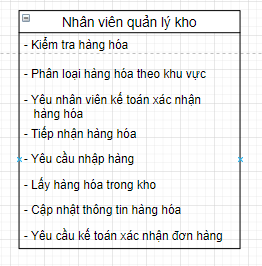 Nhân viên quản lý kho
- Kiểm tra hàng hóa
- Phân loại hàng hóa theo khu vực
- Yêu nhân viên kế toán xác nhận
hàng hóa
- Tiếp nhận hàng hóa
- Yêu cầu nhập hàng
- Lấy hàng hóa trong kho
- Cập nhật thông tin hàng hóa
- Yêu cầu kế toán xác nhận đơn hàng